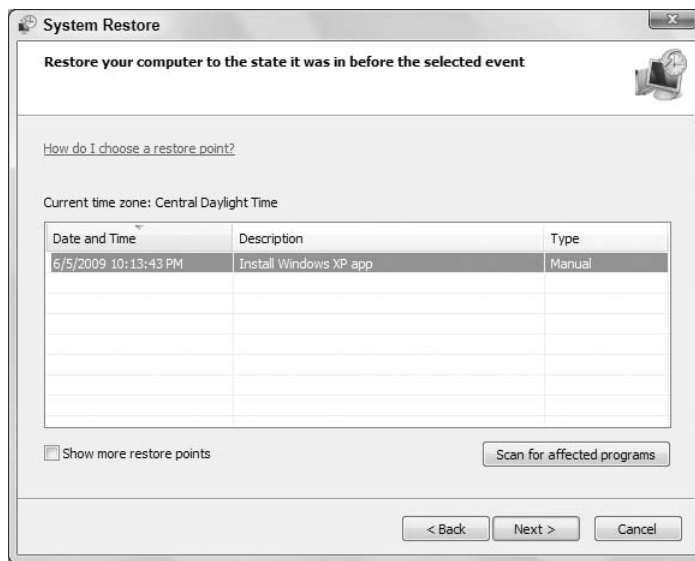 System Restore
Restore your computer to the state it was in before the selected event
How do I choose a restore point?
Current time zone: Central Daylight Time
Date and Time Description Type
6/5/2009 10:13:43 PM Install Windows XP app Manual
Show more restore points Scan for affected programs
< Back Next > Cancel